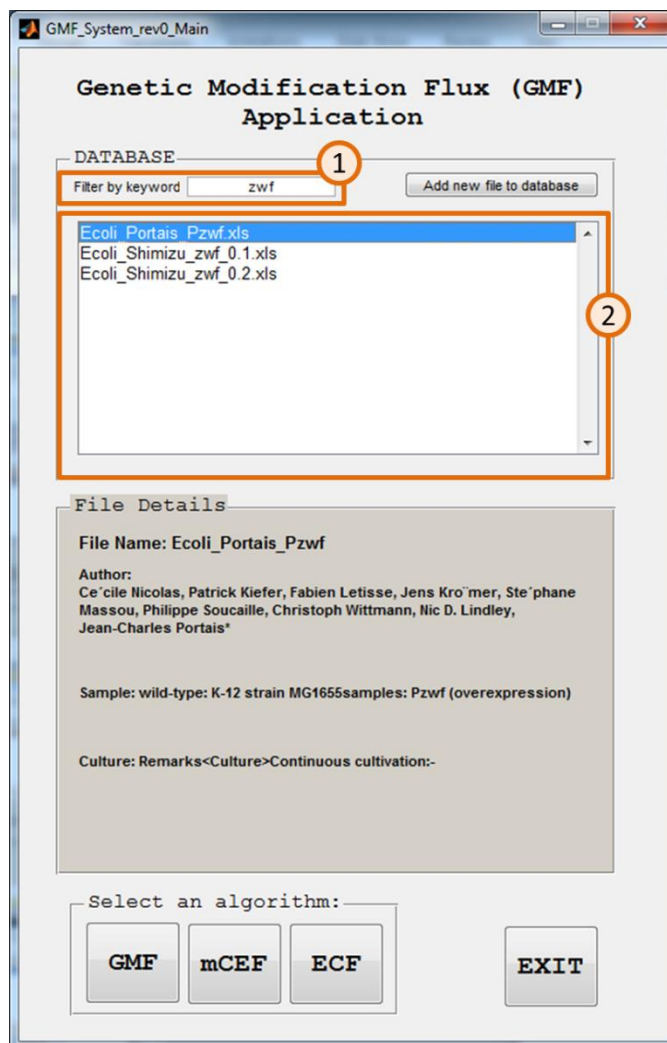 GMF_System_rev0_Main
Genetic Modification Flux (GMF)
Application
DATABASE
1
Filter by keyword zwf Add new file to database
Ecoli_Portais_Pzwf.xls
Ecoli_Shimizu_zwf_0.1.xls
Ecoli_Shimizu_zwf_0.2.xls
2
File Details
File Name: Ecoli_Portais_Pzwf
Author:
Ce´cile Nicolas, Patrick Kiefer, Fabien Letisse, Jens Kro¨mer, Ste´phane
Massou, Philippe Soucaille, Christoph Wittmann, Nic D. Lindley,
Jean-Charles Portais*
Sample: wild-type: K-12 strain MG1655samples: Pzwf (overexpression)
Culture: Remarks<Culture>Continuous cultivation:-
Select an algorithm:
GMF mCEF ECF EXIT